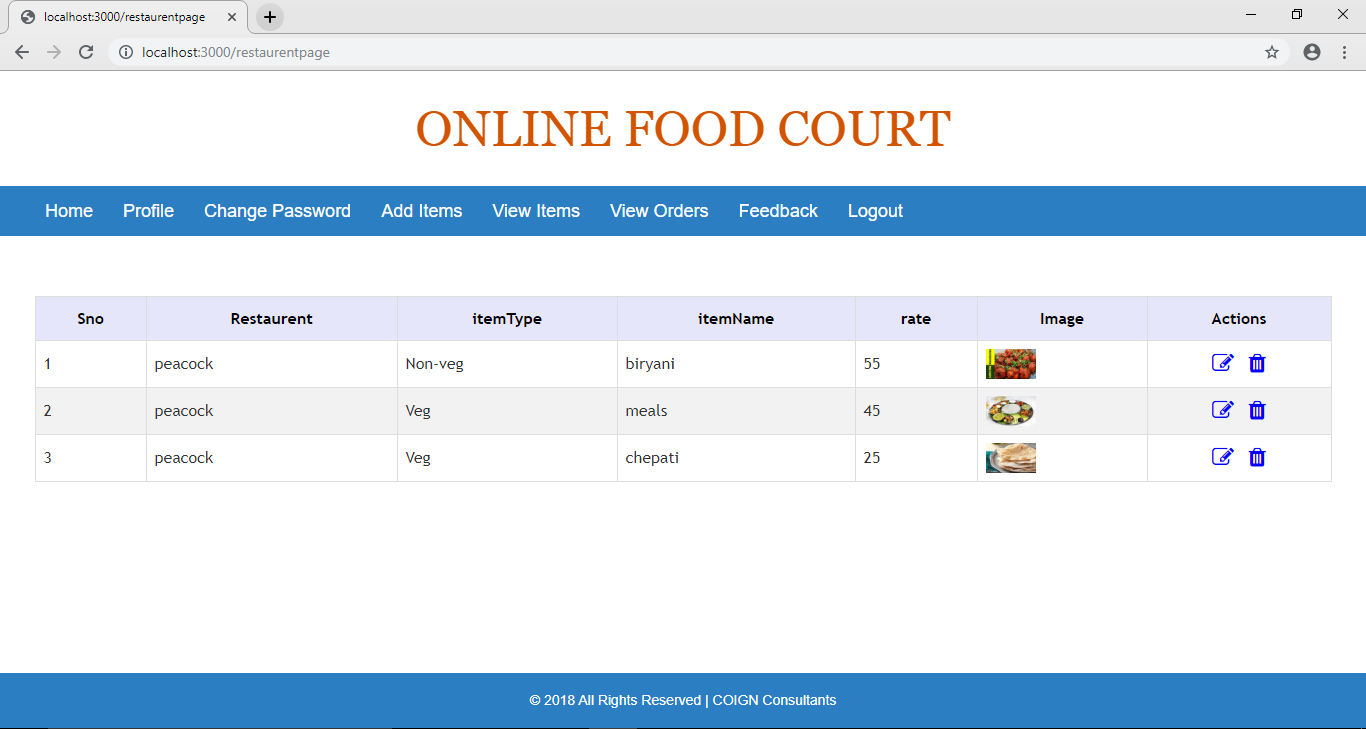 localhost:3000/restaurentpage
localhost:3000/restaurentpage
ONLINE FOOD COURT
Home Profile Change Password Add Items View Items View Orders Feedback Logout
Sno Restaurent itemType itemName rate Image Actions
1 peacock Non-veg biryani 55
2 peacock Veg meals 45
3 peacock Veg chepati 25
© 2018 All Rights Reserved | COIGN Consultants